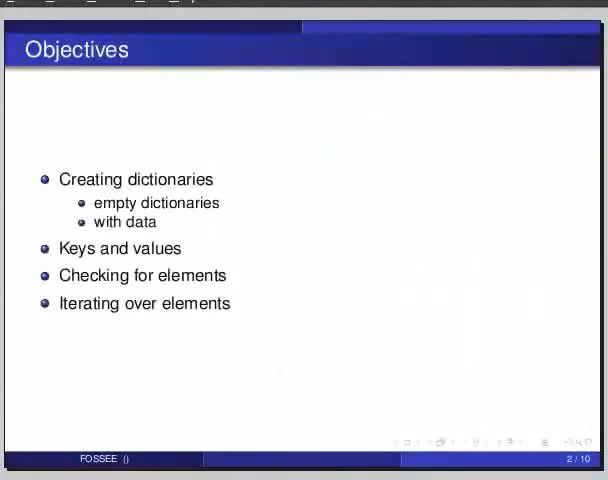 Objectives
Creating dictionaries
empty dictionaries
with data
Keys and values
Checking for elements
Iterating over elements
FOSSEE ()
2 / 10